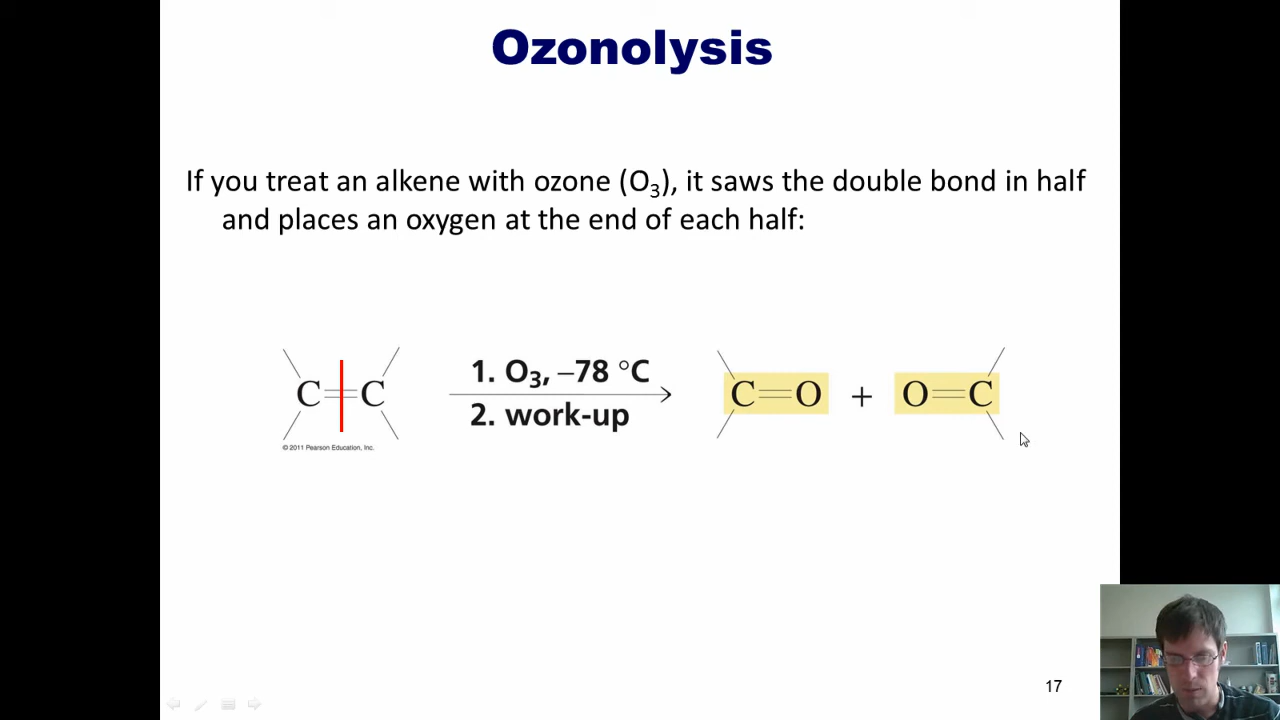 Ozonolysis
If you treat an alkene with ozone (O₃), it saws the double bond in half
and places an oxygen at the end of each half:
C=C
1. O₃, –78 °C
2. work-up
C=O + O=C
© 2011 Pearson Education, Inc.
17